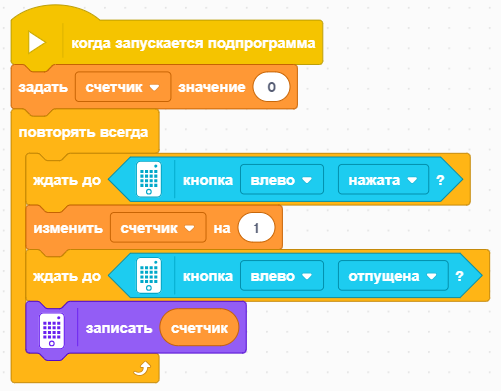 когда запускается подпрограмма
задать счетчик значение 0
повторять всегда
ждать до кнопка влево нажата ?
изменить счетчик на 1
ждать до кнопка влево отпущена ?
записать счетчик